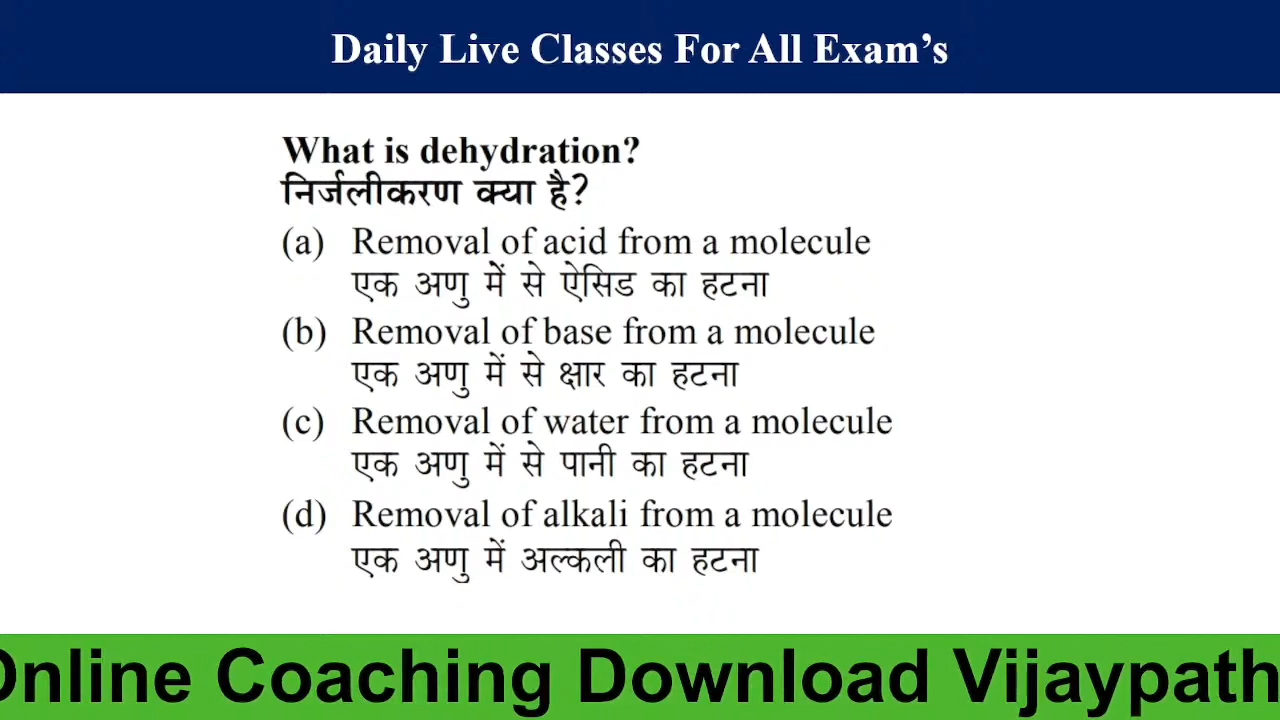 Daily Live Classes For All Exam’s
What is dehydration?
निर्जलीकरण क्या है?
(a) Removal of acid from a molecule
एक अणु में से ऐसिड का हटना
(b) Removal of base from a molecule
एक अणु में से क्षार का हटना
(c) Removal of water from a molecule
एक अणु में से पानी का हटना
(d) Removal of alkali from a molecule
एक अणु में अल्कली का हटना
Online Coaching Download Vijaypath